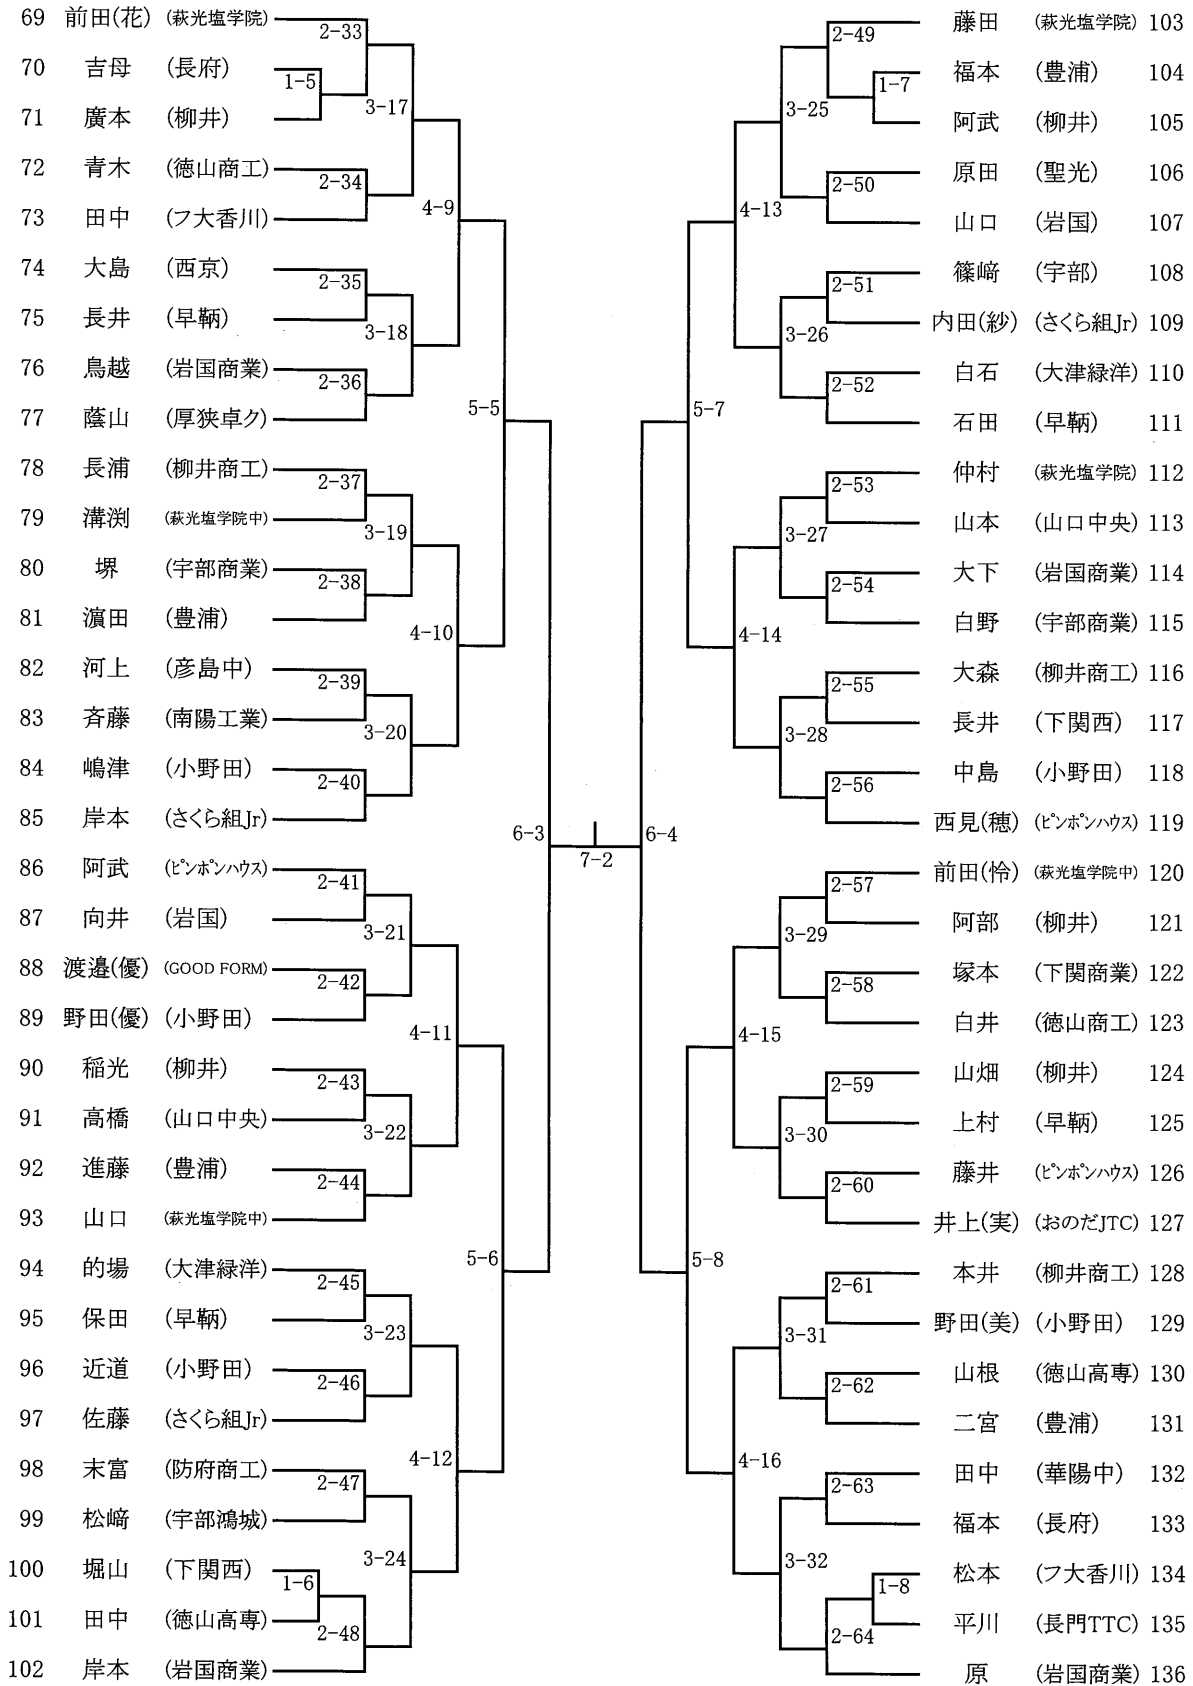 69 前田(花) (萩光塩学院)
2-33
70 吉母 (長府)
1-5
3-17
71 廣本 (柳井)
72 青木 (徳山商工)
2-34
4-9
73 田中 (フ大香川)
74 大島 (西京)
2-35
75 長井 (早鞆)
3-18
76 鳥越 (岩国商業)
2-36
5-5
77 蔭山 (厚狭卓ク)
78 長浦 (柳井商工)
2-37
79 溝渕 (萩光塩学院中)
3-19
80 堺 (宇部商業)
2-38
81 濵田 (豊浦)
4-10
82 河上 (彦島中)
2-39
83 斉藤 (南陽工業)
3-20
84 嶋津 (小野田)
2-40
85 岸本 (さくら組Jr)
6-3
86 阿武 (ピンポンハウス)
2-41
87 向井 (岩国)
3-21
88 渡邉(優) (GOOD FORM)
2-42
89 野田(優) (小野田)
4-11
90 稲光 (柳井)
2-43
91 高橋 (山口中央)
3-22
92 進藤 (豊浦)
2-44
93 山口 (萩光塩学院中)
5-6
94 的場 (大津緑洋)
2-45
95 保田 (早鞆)
3-23
96 近道 (小野田)
2-46
97 佐藤 (さくら組Jr)
4-12
98 末富 (防府商工)
2-47
99 松﨑 (宇部鴻城)
3-24
100 堀山 (下関西)
1-6
101 田中 (徳山高専)
2-48
102 岸本 (岩国商業)
7-2
藤田 (萩光塩学院) 103
2-49
福本 (豊浦) 104
1-7
3-25
阿武 (柳井) 105
原田 (聖光) 106
2-50
4-13
山口 (岩国) 107
篠﨑 (宇部) 108
2-51
内田(紗) (さくら組Jr) 109
3-26
白石 (大津緑洋) 110
2-52
5-7
石田 (早鞆) 111
仲村 (萩光塩学院) 112
2-53
山本 (山口中央) 113
3-27
大下 (岩国商業) 114
2-54
白野 (宇部商業) 115
4-14
大森 (柳井商工) 116
2-55
長井 (下関西) 117
3-28
中島 (小野田) 118
2-56
西見(穂) (ピンポンハウス) 119
6-4
前田(怜) (萩光塩学院中) 120
2-57
阿部 (柳井) 121
3-29
塚本 (下関商業) 122
2-58
白井 (徳山商工) 123
4-15
山畑 (柳井) 124
2-59
上村 (早鞆) 125
3-30
藤井 (ピンポンハウス) 126
2-60
井上(実) (おのだJTC) 127
5-8
本井 (柳井商工) 128
2-61
野田(美) (小野田) 129
3-31
山根 (徳山高専) 130
2-62
二宮 (豊浦) 131
4-16
田中 (華陽中) 132
2-63
福本 (長府) 133
3-32
松本 (フ大香川) 134
1-8
平川 (長門TTC) 135
2-64
原 (岩国商業) 136